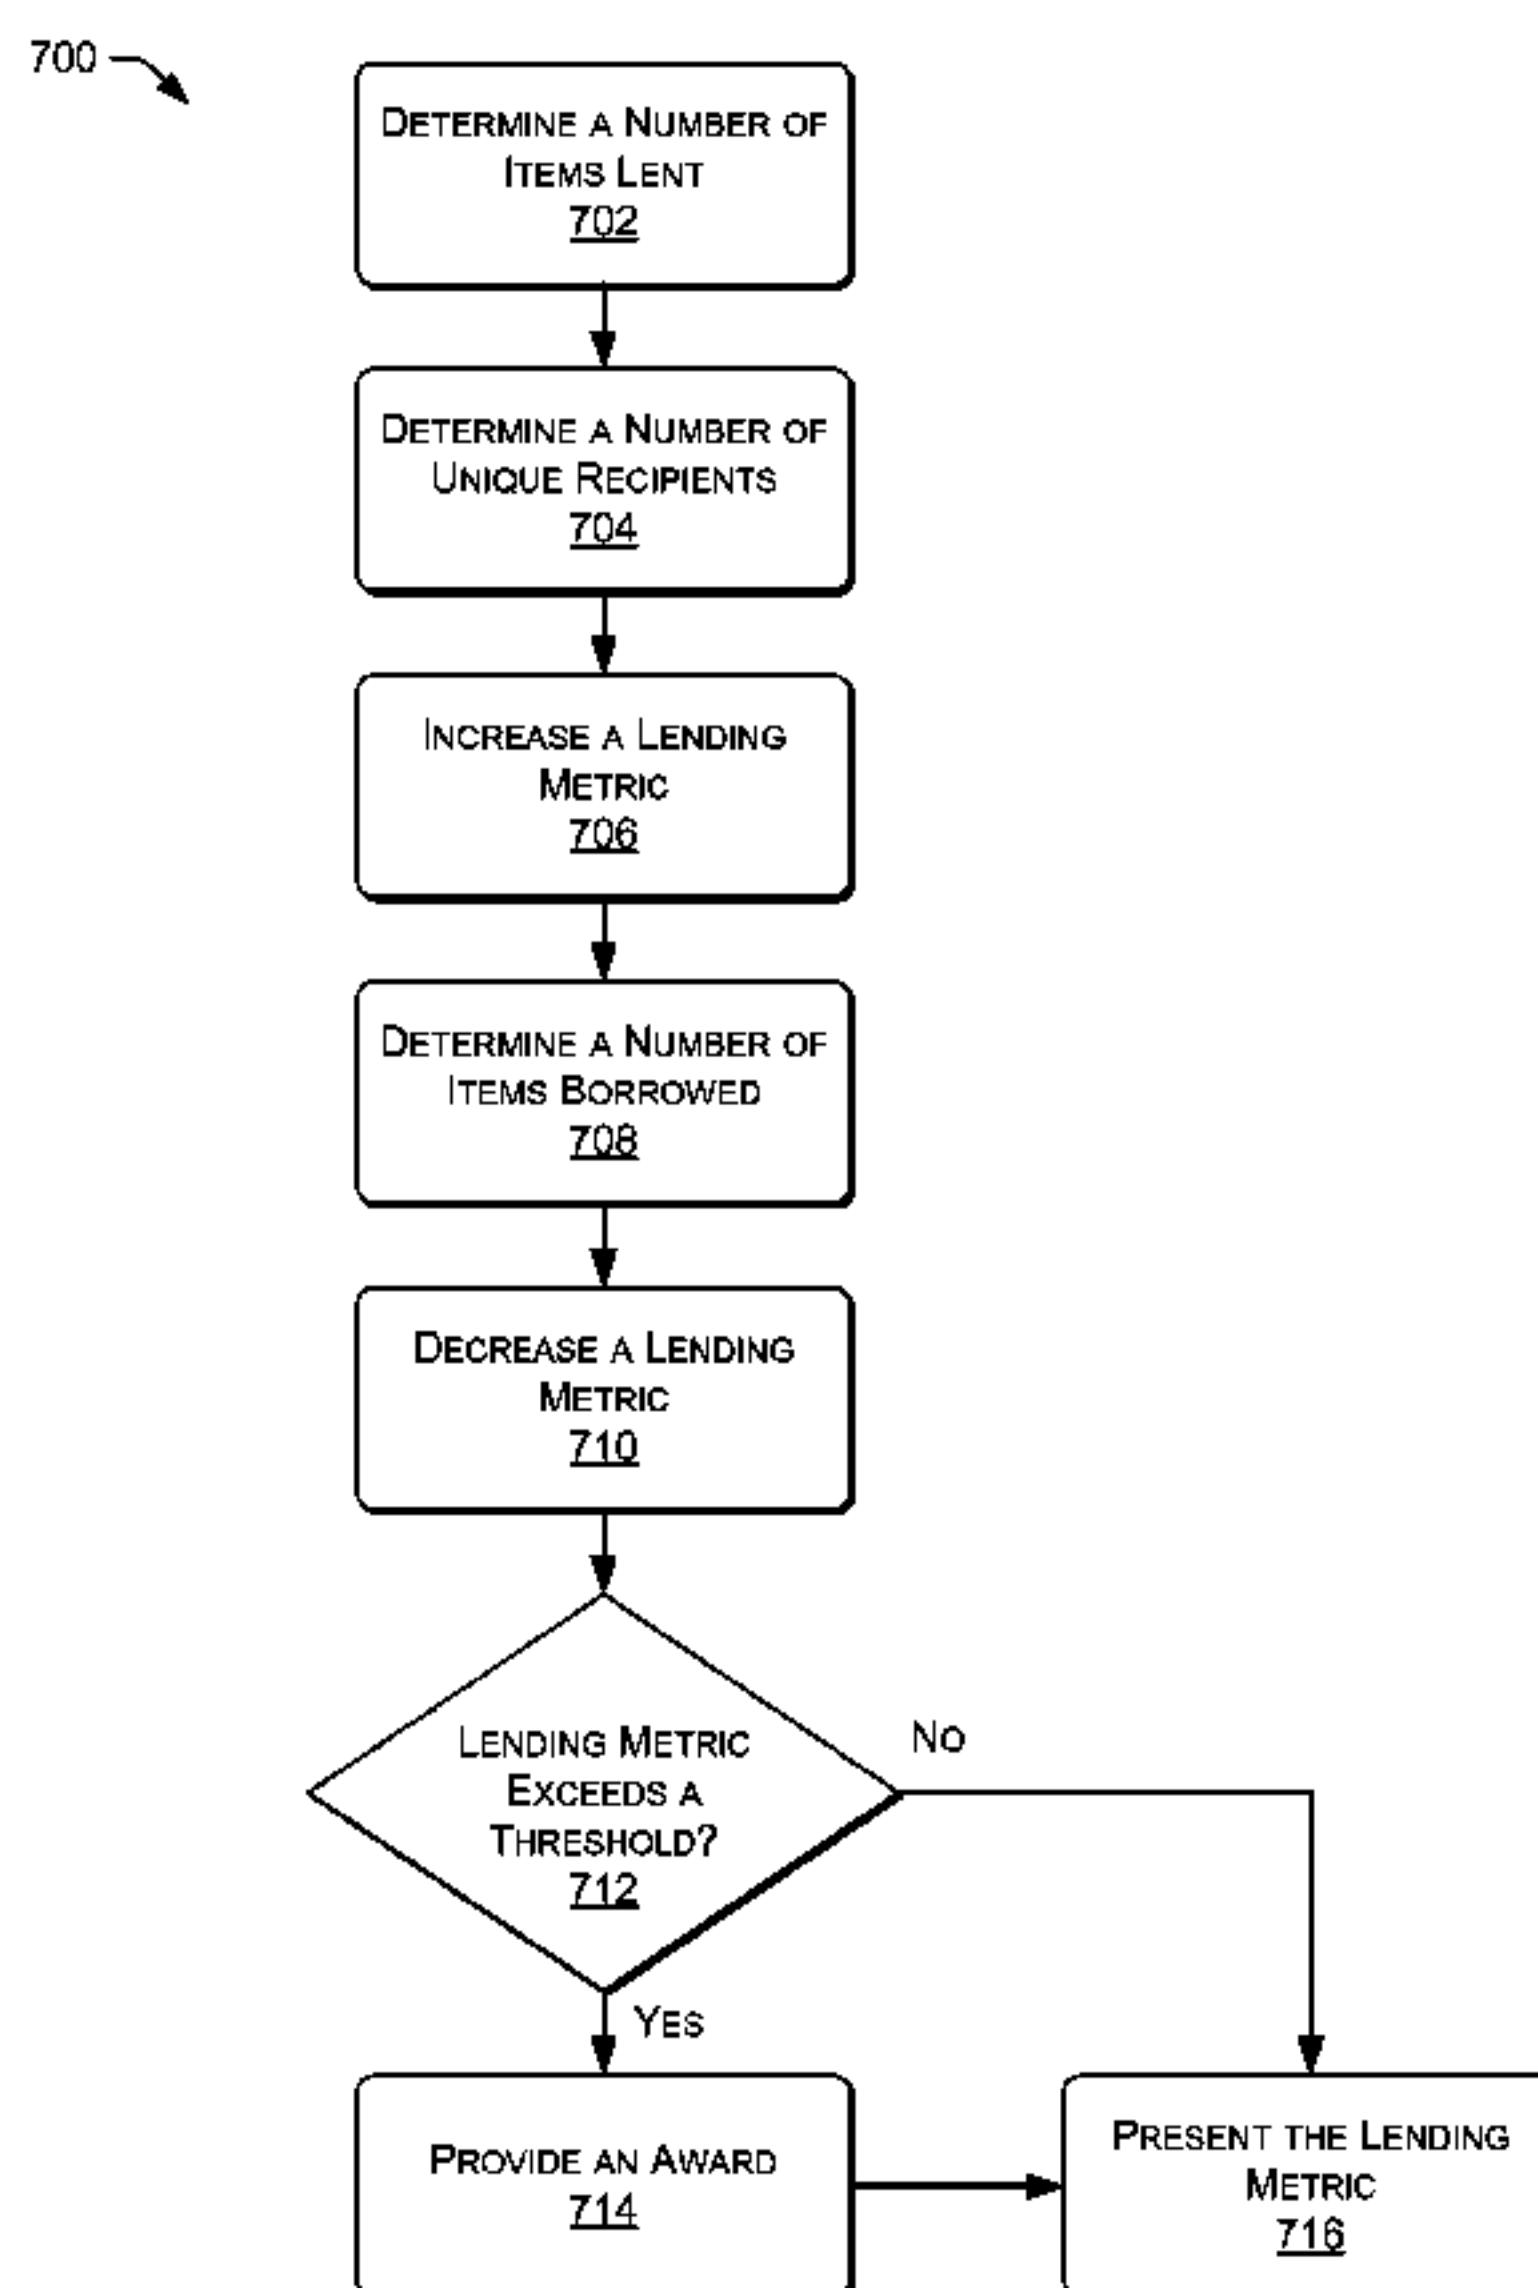 700
DETERMINE A NUMBER OF
ITEMS LENT
702
DETERMINE A NUMBER OF
UNIQUE RECIPIENTS
704
INCREASE A LENDING
METRIC
706
DETERMINE A NUMBER OF
ITEMS BORROWED
708
DECREASE A LENDING
METRIC
710
LENDING METRIC
EXCEEDS A
THRESHOLD?
712
NO
YES
PROVIDE AN AWARD
714
PRESENT THE LENDING
METRIC
716